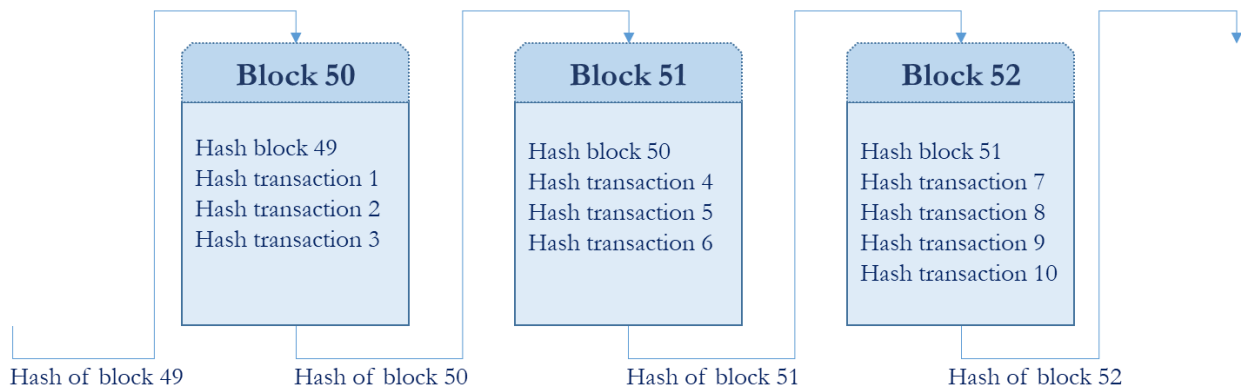 Block 50
Hash block 49
Hash transaction 1
Hash transaction 2
Hash transaction 3
Block 51
Hash block 50
Hash transaction 4
Hash transaction 5
Hash transaction 6
Block 52
Hash block 51
Hash transaction 7
Hash transaction 8
Hash transaction 9
Hash transaction 10
Hash of block 49
Hash of block 50
Hash of block 51
Hash of block 52